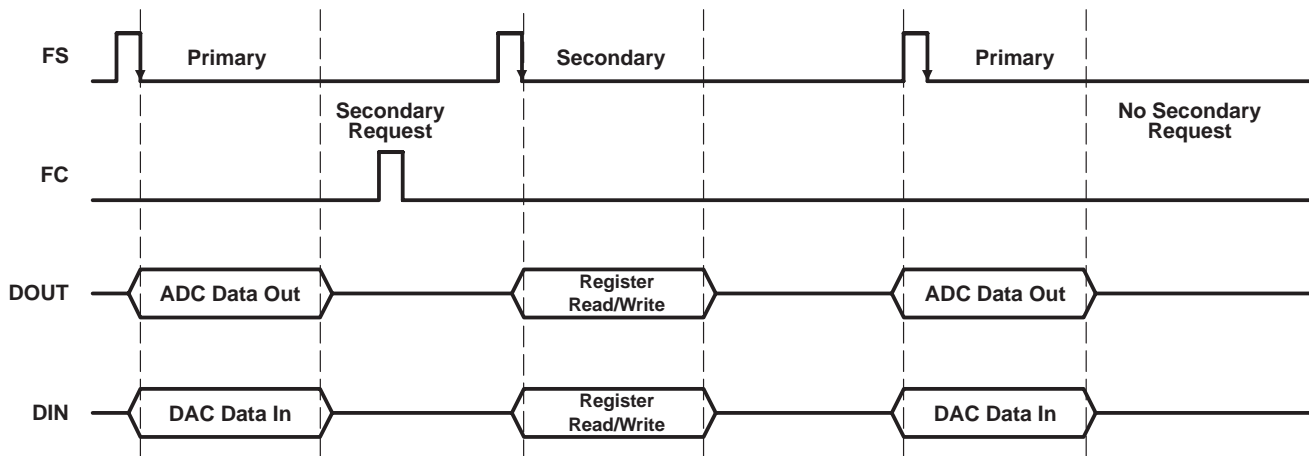 FS
Primary
Secondary
Primary
Secondary
Request
No Secondary
Request
FC
DOUT
ADC Data Out
Register
Read/Write
ADC Data Out
DIN
DAC Data In
Register
Read/Write
DAC Data In